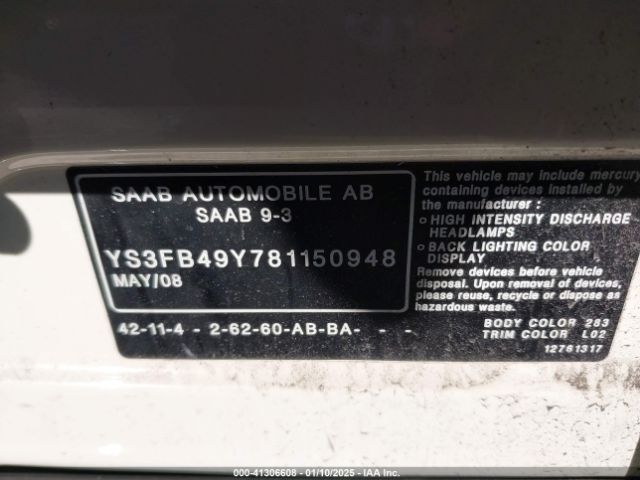 SAAB AUTOMOBILE AB
SAAB 9-3
YS3FB49Y781150948
MAY/08
42-11-4 - 2-62-60-AB-BA- - -
This vehicle may include mercury
containing devices installed by
the manufacturer :
o HIGH INTENSITY DISCHARGE
HEADLAMPS
o BACK LIGHTING COLOR
DISPLAY
Remove devices before vehicle
disposal. Upon removal of devices,
please reuse, recycle or dispose as
hazardous waste.
BODY COLOR 283
TRIM COLOR L02
12761317
000-41306608 - 01/10/2025 - IAA Inc.